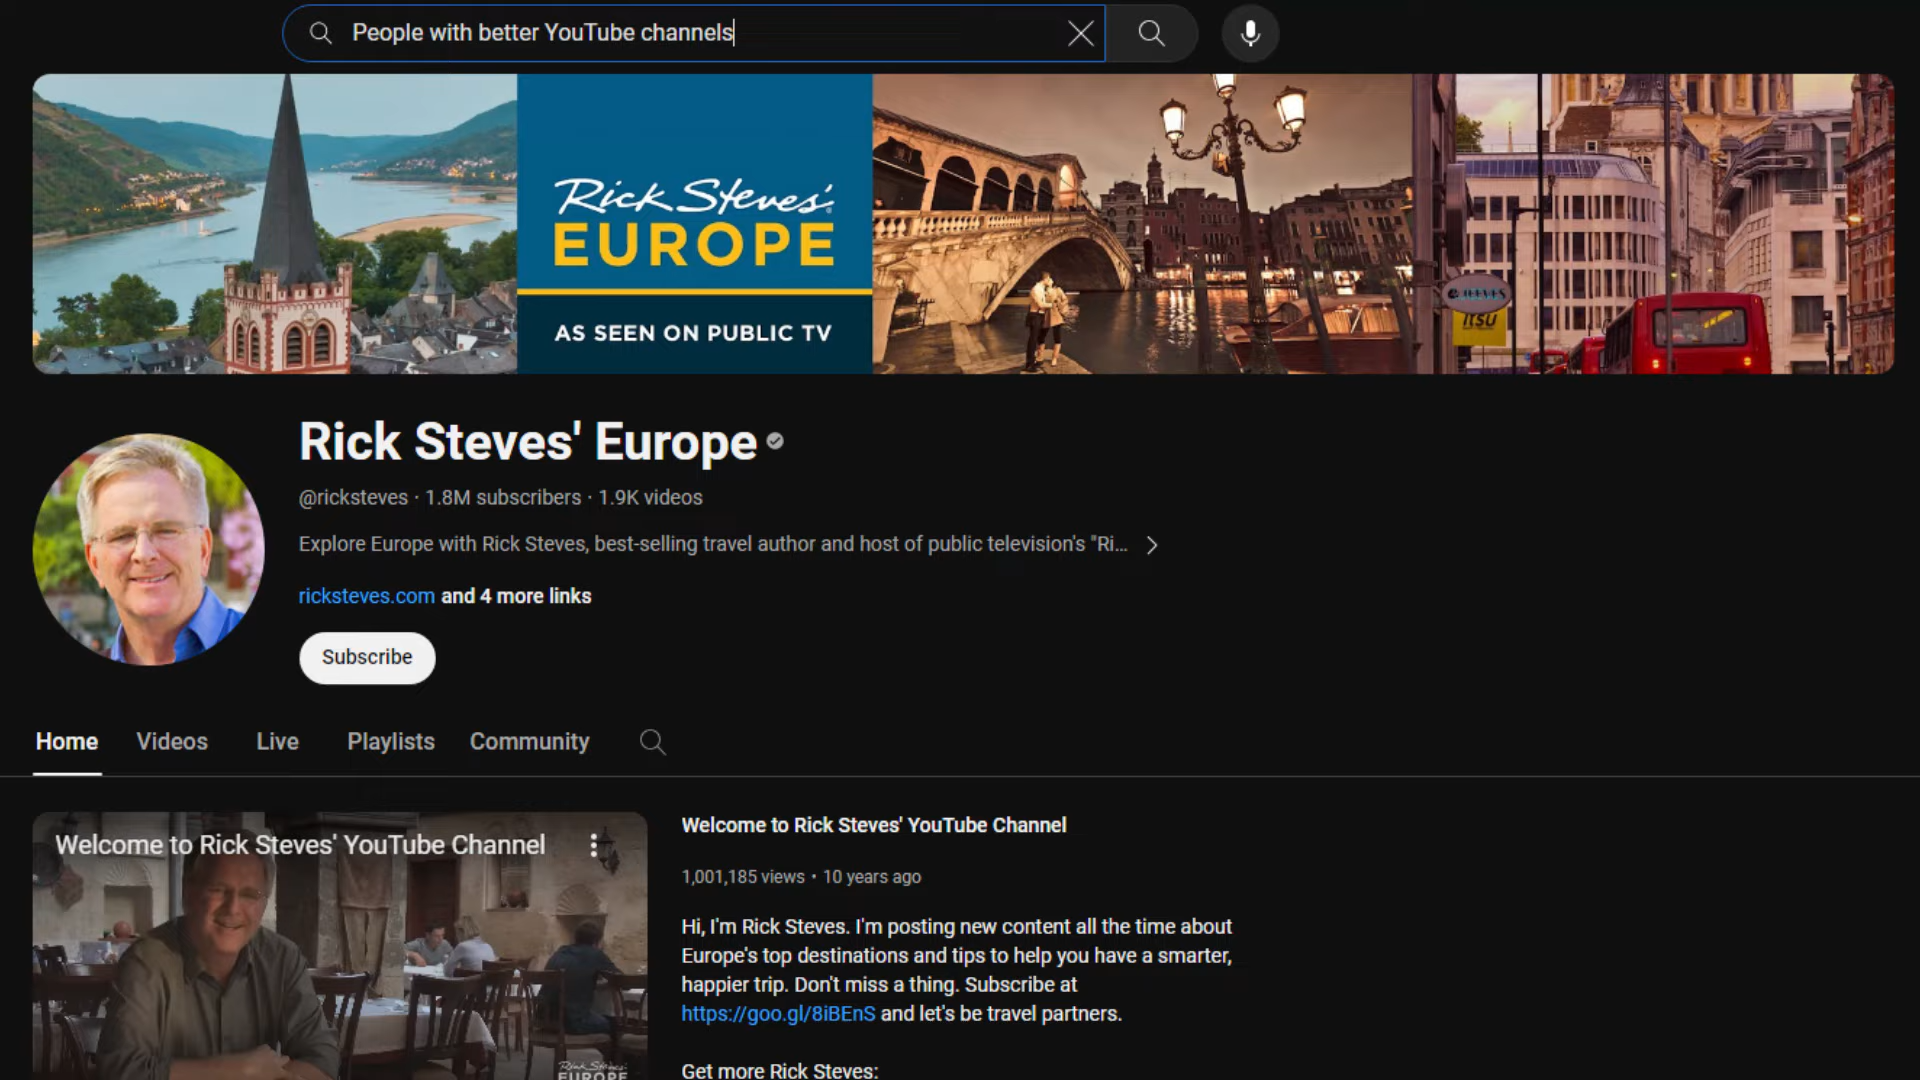 People with better YouTube channels
Rick Steves'
EUROPE
AS SEEN ON PUBLIC TV
itsu
Rick Steves' Europe
@ricksteves · 1.8M subscribers · 1.9K videos
Explore Europe with Rick Steves, best-selling travel author and host of public television's "Ri...
ricksteves.com and 4 more links
Subscribe
Home Videos Live Playlists Community
Welcome to Rick Steves' YouTube Channel
Rick Steves'
EUROPE
Welcome to Rick Steves' YouTube Channel
1,001,185 views • 10 years ago
Hi, I'm Rick Steves. I'm posting new content all the time about
Europe's top destinations and tips to help you have a smarter,
happier trip. Don't miss a thing. Subscribe at
https://goo.gl/8iBEnS and let's be travel partners.
Get more Rick Steves: